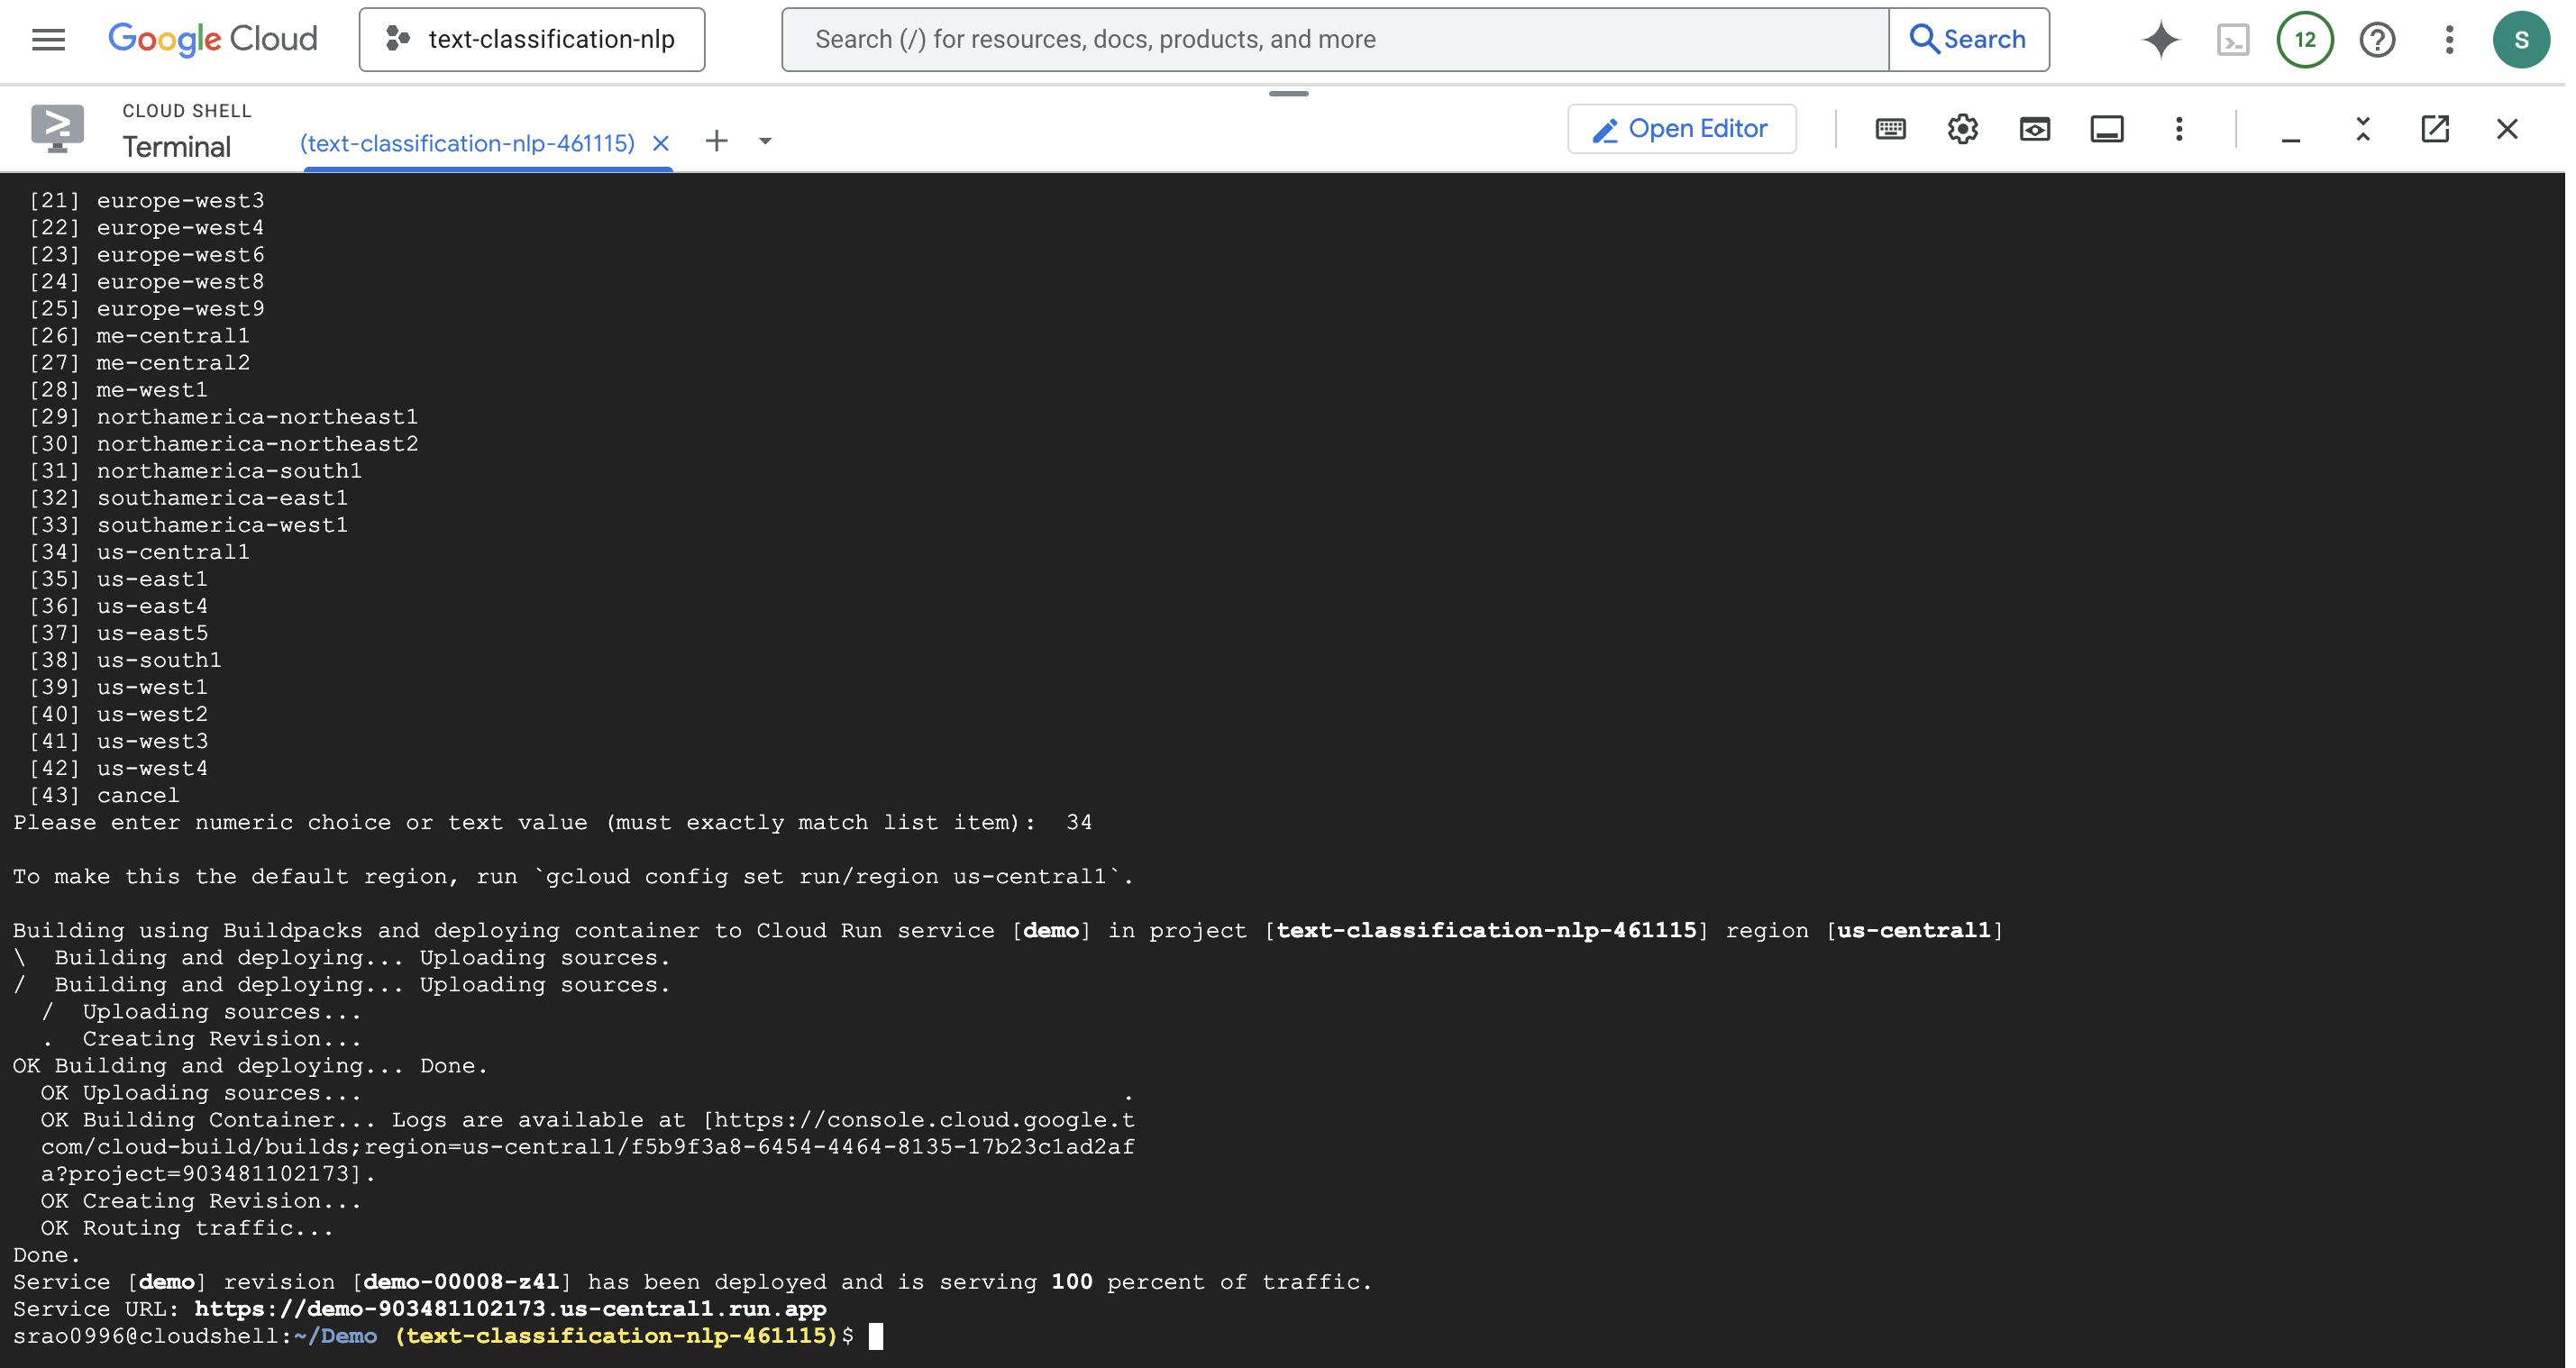 Google Cloud
text-classification-nlp
Search (/) for resources, docs, products, and more
Search
12
S
CLOUD SHELL
Terminal
(text-classification-nlp-461115)
Open Editor
[21] europe-west3
[22] europe-west4
[23] europe-west6
[24] europe-west8
[25] europe-west9
[26] me-central1
[27] me-central2
[28] me-west1
[29] northamerica-northeast1
[30] northamerica-northeast2
[31] northamerica-south1
[32] southamerica-east1
[33] southamerica-west1
[34] us-central1
[35] us-east1
[36] us-east4
[37] us-east5
[38] us-south1
[39] us-west1
[40] us-west2
[41] us-west3
[42] us-west4
[43] cancel
Please enter numeric choice or text value (must exactly match list item):  34
To make this the default region, run `gcloud config set run/region us-central1`.
Building using Buildpacks and deploying container to Cloud Run service [demo] in project [text-classification-nlp-461115] region [us-central1]
\  Building and deploying... Uploading sources.
/  Building and deploying... Uploading sources.
/  Uploading sources...
.  Creating Revision...
OK Building and deploying... Done.
OK Uploading sources... .
OK Building Container... Logs are available at [https://console.cloud.google.t
com/cloud-build/builds;region=us-central1/f5b9f3a8-6454-4464-8135-17b23c1ad2af
a?project=903481102173].
OK Creating Revision...
OK Routing traffic...
Done.
Service [demo] revision [demo-00008-z4l] has been deployed and is serving 100 percent of traffic.
Service URL: https://demo-903481102173.us-central1.run.app
srao0996@cloudshell:~/Demo (text-classification-nlp-461115)$